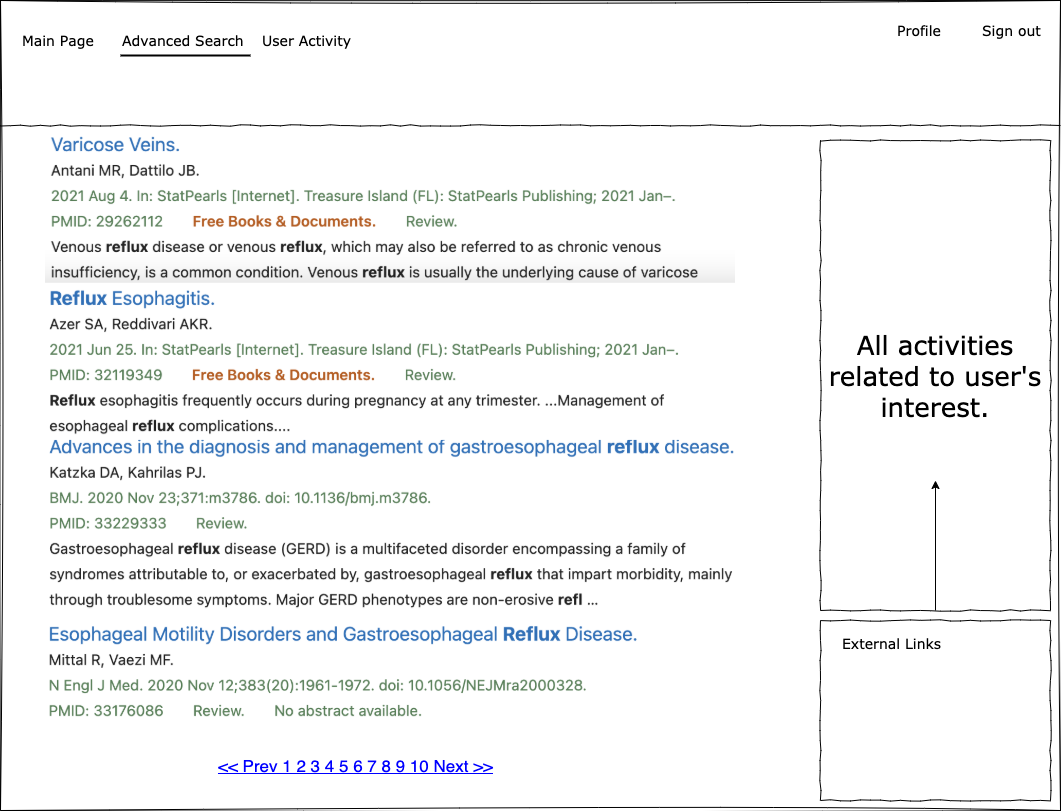 Main Page Advanced Search User Activity Profile Sign out
Varicose Veins.
Antani MR, Dattilo JB.
2021 Aug 4. In: StatPearls [Internet]. Treasure Island (FL): StatPearls Publishing; 2021 Jan–.
PMID: 29262112 Free Books & Documents. Review.
Venous reflux disease or venous reflux, which may also be referred to as chronic venous
insufficiency, is a common condition. Venous reflux is usually the underlying cause of varicose
Reflux Esophagitis.
Azer SA, Reddivari AKR.
2021 Jun 25. In: StatPearls [Internet]. Treasure Island (FL): StatPearls Publishing; 2021 Jan–.
PMID: 32119349 Free Books & Documents. Review.
Reflux esophagitis frequently occurs during pregnancy at any trimester. ...Management of
esophageal reflux complications....
Advances in the diagnosis and management of gastroesophageal reflux disease.
Katzka DA, Kahrilas PJ.
BMJ. 2020 Nov 23;371:m3786. doi: 10.1136/bmj.m3786.
PMID: 33229333 Review.
Gastroesophageal reflux disease (GERD) is a multifaceted disorder encompassing a family of
syndromes attributable to, or exacerbated by, gastroesophageal reflux that impart morbidity, mainly
through troublesome symptoms. Major GERD phenotypes are non-erosive refl ...
Esophageal Motility Disorders and Gastroesophageal Reflux Disease.
Mittal R, Vaezi MF.
N Engl J Med. 2020 Nov 12;383(20):1961-1972. doi: 10.1056/NEJMra2000328.
PMID: 33176086 Review. No abstract available.
<< Prev 1 2 3 4 5 6 7 8 9 10 Next >>
All activities
related to user's
interest.
External Links